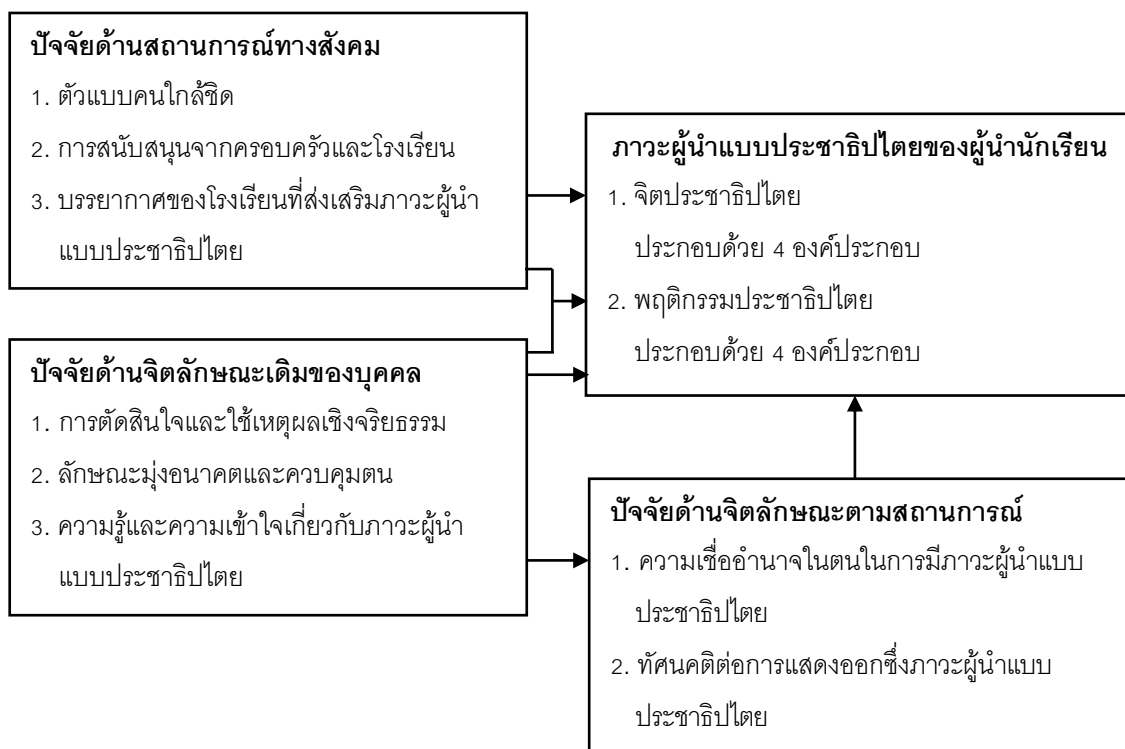 ปัจจัยด้านสถานการณ์ทางสังคม
1. ตัวแบบคนใกล้ชิด
2. การสนับสนุนจากครอบครัวและโรงเรียน
3. บรรยากาศของโรงเรียนที่ส่งเสริมภาวะผู้นำ
แบบประชาธิปไตย
ภาวะผู้นำแบบประชาธิปไตยของผู้นำนักเรียน
1. จิตประชาธิปไตย
ประกอบด้วย 4 องค์ประกอบ
2. พฤติกรรมประชาธิปไตย
ประกอบด้วย 4 องค์ประกอบ
ปัจจัยด้านจิตลักษณะเดิมของบุคคล
1. การตัดสินใจและใช้เหตุผลเชิงจริยธรรม
2. ลักษณะมุ่งอนาคตและควบคุมตน
3. ความรู้และความเข้าใจเกี่ยวกับภาวะผู้นำ
แบบประชาธิปไตย
ปัจจัยด้านจิตลักษณะตามสถานการณ์
1. ความเชื่ออำนาจในตนในการมีภาวะผู้นำแบบ
ประชาธิปไตย
2. ทัศนคติต่อการแสดงออกซึ่งภาวะผู้นำแบบ
ประชาธิปไตย